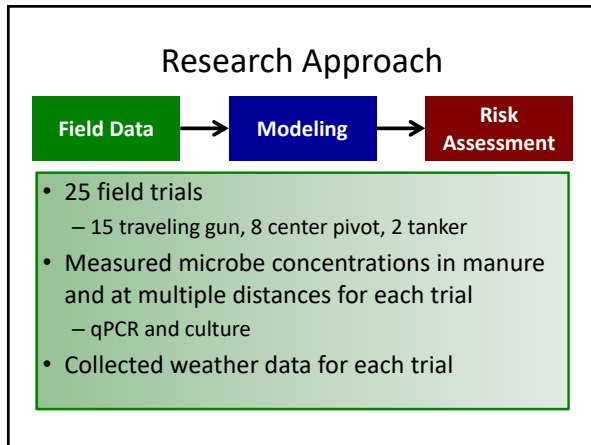 Research Approach
Field Data
Modeling
Risk
Assessment
• 25 field trials
– 15 traveling gun, 8 center pivot, 2 tanker
• Measured microbe concentrations in manure
and at multiple distances for each trial
– qPCR and culture
• Collected weather data for each trial